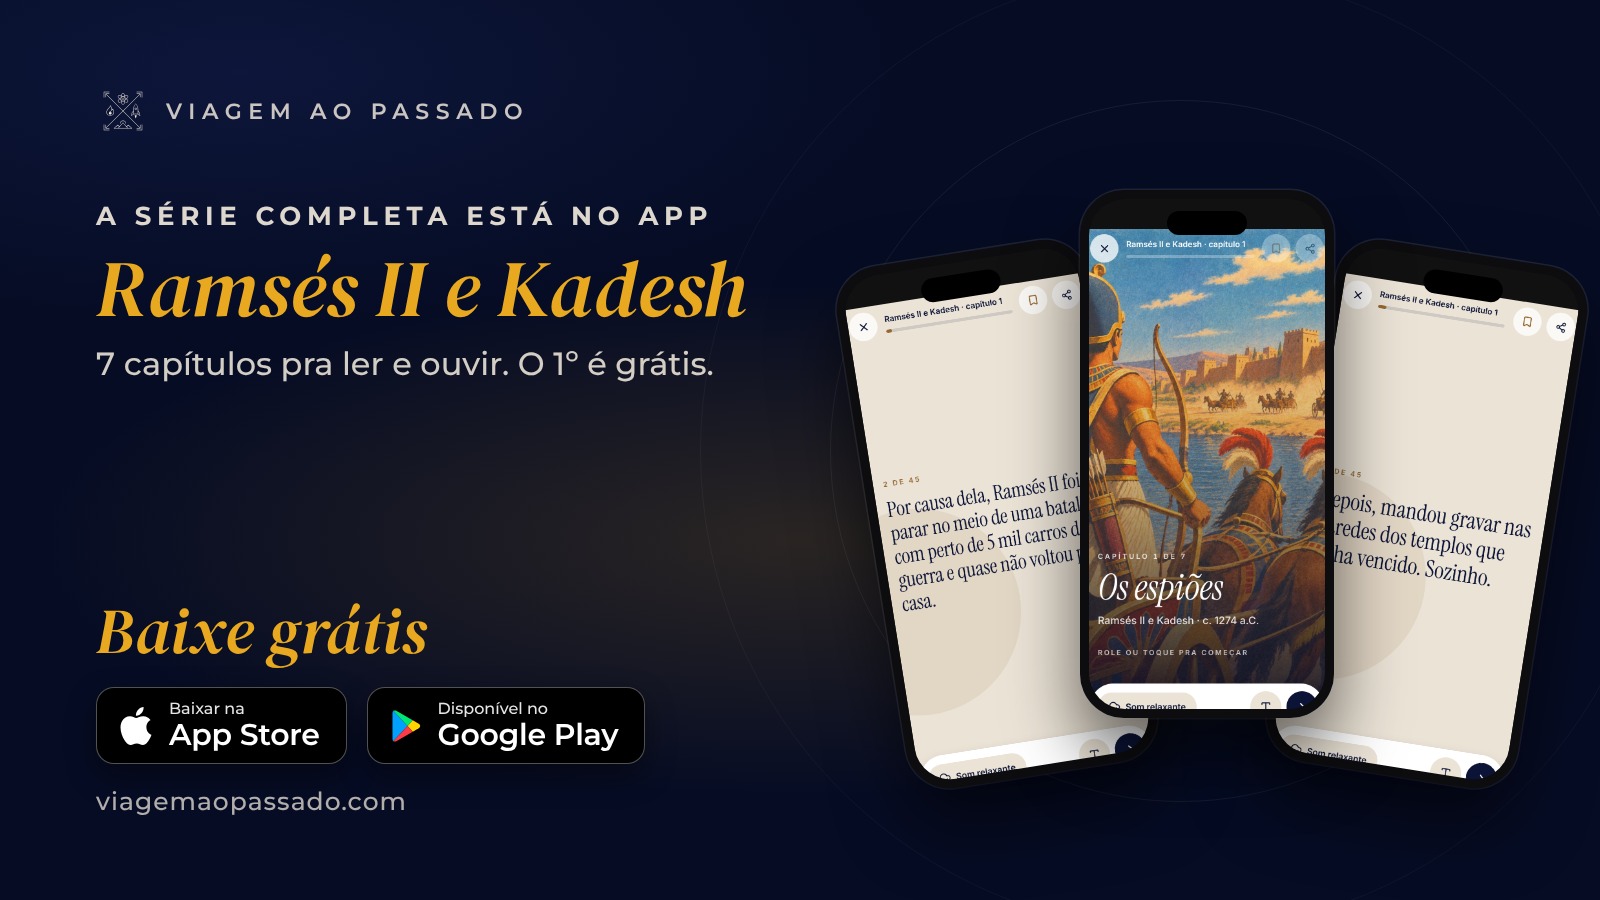 VIAGEM AO PASSADO
A SÉRIE COMPLETA ESTÁ NO APP
Ramsés II e Kadesh
7 capítulos pra ler e ouvir. O 1º é grátis.
Baixe grátis
Baixar na
App Store
Disponível no
Google Play
viagemaopassado.com
Ramsés II e Kadesh · capítulo 1
2 DE 45
Por causa dela, Ramsés II foi
parar no meio de uma
com perto de 5 mil carros
guerra e quase não voltou
casa.
Som relaxante
Ramsés II e Kadesh · capítulo 1
CAPÍTULO 1 DE 7
Os espiões
Ramsés II e Kadesh · c. 1274 a.C.
ROLE OU TOQUE PRA COMEÇAR
Som relaxante
Ramsés II e Kadesh · capítulo 1
DE 45
mandou gravar nas
dos templos que
vencido. Sozinho.
Som relaxante